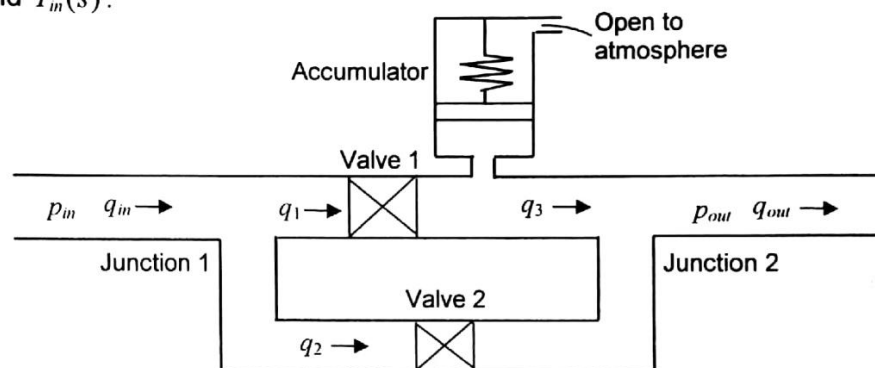 nd P_in(s).
Open to
atmosphere
Accumulator
Valve 1
p_in q_in
q_1
q_3
p_out q_out
Junction 1
Junction 2
Valve 2
q_2